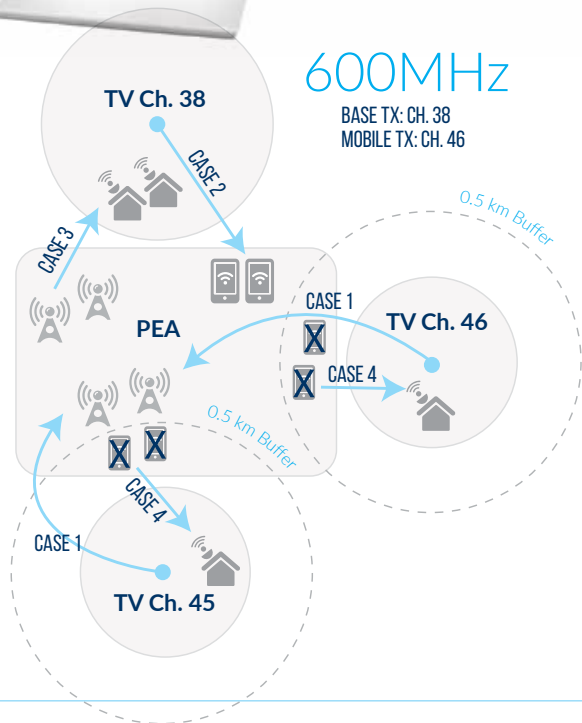 600MHz
BASE TX: CH. 38
MOBILE TX: CH. 46
TV Ch. 38
CASE 2
CASE 3
0.5 km Buffer
PEA
CASE 1
TV Ch. 46
CASE 4
0.5 km Buffer
CASE 4
CASE 1
TV Ch. 45